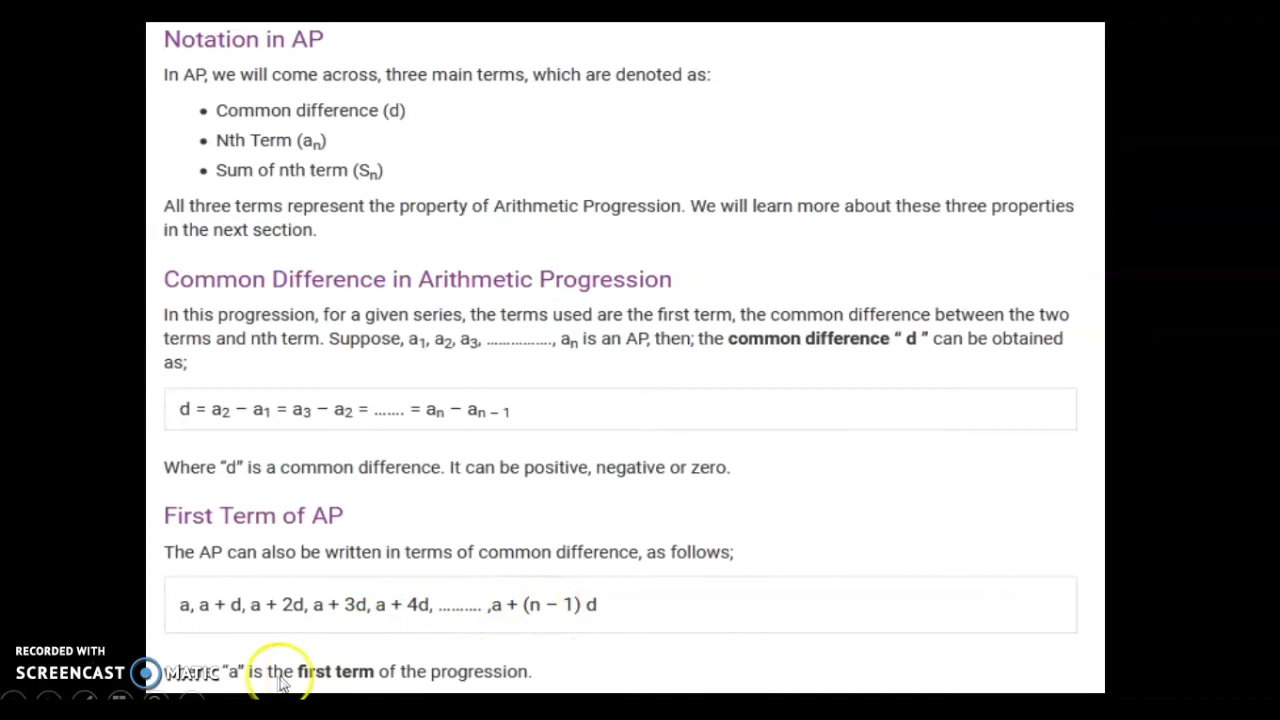 Notation in AP
In AP, we will come across, three main terms, which are denoted as:
• Common difference (d)
• Nth Term (aₙ)
• Sum of nth term (Sₙ)
All three terms represent the property of Arithmetic Progression. We will learn more about these three properties
in the next section.
Common Difference in Arithmetic Progression
In this progression, for a given series, the terms used are the first term, the common difference between the two
terms and nth term. Suppose, a₁, a₂, a₃, ................, aₙ is an AP, then; the common difference “ d ” can be obtained
as;
d = a₂ – a₁ = a₃ – a₂ = ....... = aₙ – aₙ ₋ ₁
Where “d” is a common difference. It can be positive, negative or zero.
First Term of AP
The AP can also be written in terms of common difference, as follows;
a, a + d, a + 2d, a + 3d, a + 4d, .......... ,a + (n – 1) d
“a” is the first term of the progression.
RECORDED WITH
SCREENCAST MATIC